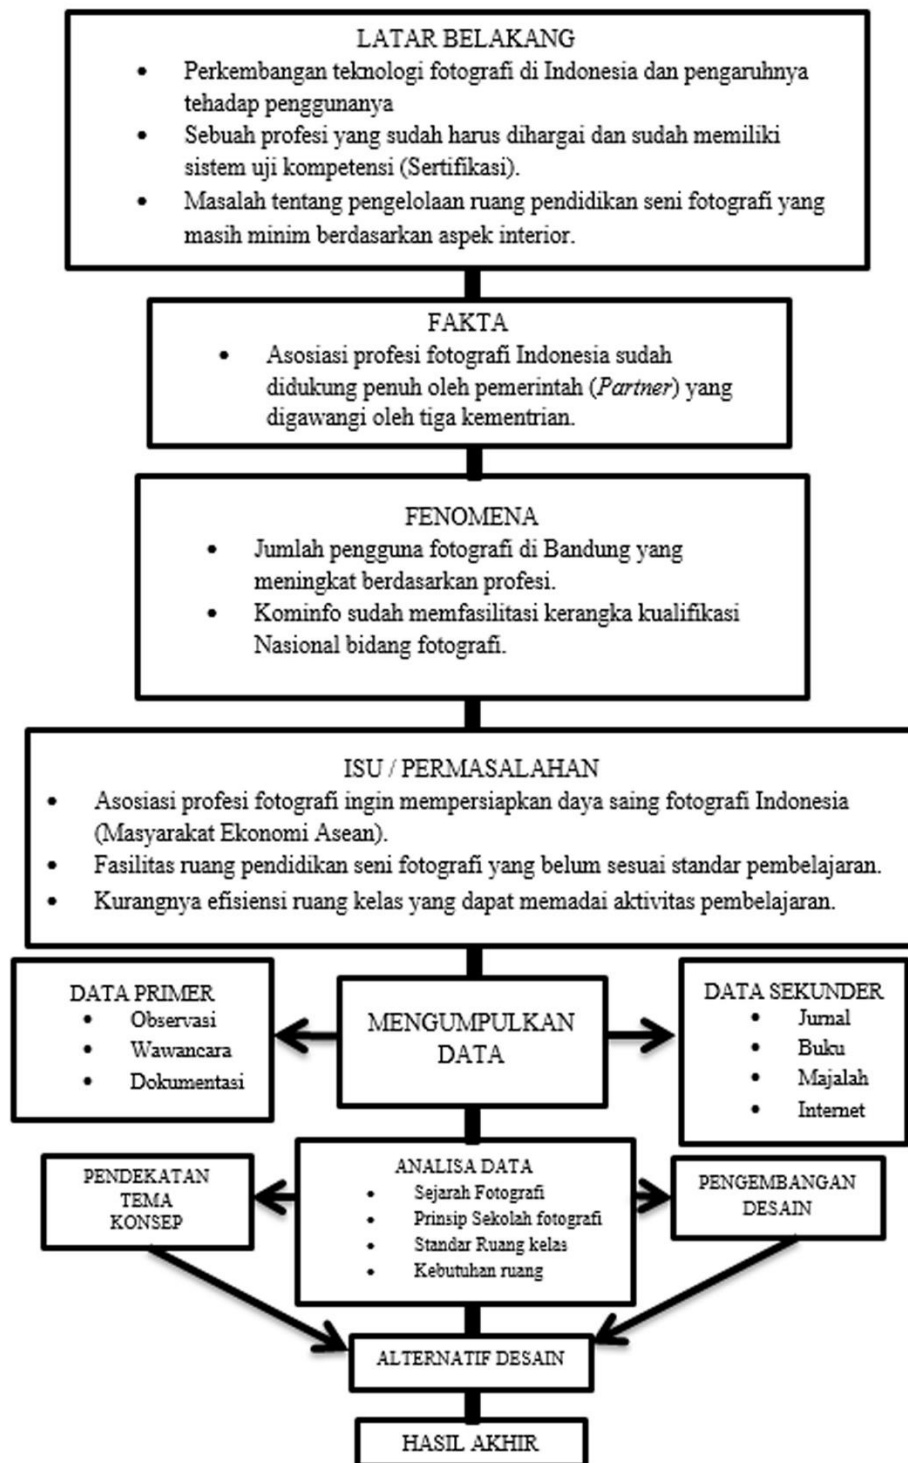 LATAR BELAKANG
• Perkembangan teknologi fotografi di Indonesia dan pengaruhnya
tehadap penggunanya
• Sebuah profesi yang sudah harus dihargai dan sudah memiliki
sistem uji kompetensi (Sertifikasi).
• Masalah tentang pengelolaan ruang pendidikan seni fotografi yang
masih minim berdasarkan aspek interior.
FAKTA
• Asosiasi profesi fotografi Indonesia sudah
didukung penuh oleh pemerintah (Partner) yang
digawangi oleh tiga kementrian.
FENOMENA
• Jumlah pengguna fotografi di Bandung yang
meningkat berdasarkan profesi.
• Kominfo sudah memfasilitasi kerangka kualifikasi
Nasional bidang fotografi.
ISU / PERMASALAHAN
• Asosiasi profesi fotografi ingin mempersiapkan daya saing fotografi Indonesia
(Masyarakat Ekonomi Asean).
• Fasilitas ruang pendidikan seni fotografi yang belum sesuai standar pembelajaran.
• Kurangnya efisiensi ruang kelas yang dapat memadai aktivitas pembelajaran.
DATA PRIMER
• Observasi
• Wawancara
• Dokumentasi
MENGUMPULKAN
DATA
DATA SEKUNDER
• Jurnal
• Buku
• Majalah
• Internet
PENDEKATAN
TEMA
KONSEP
ANALISA DATA
• Sejarah Fotografi
• Prinsip Sekolah fotografi
• Standar Ruang kelas
• Kebutuhan ruang
PENGEMBANGAN
DESAIN
ALTERNATIF DESAIN
HASIL AKHIR